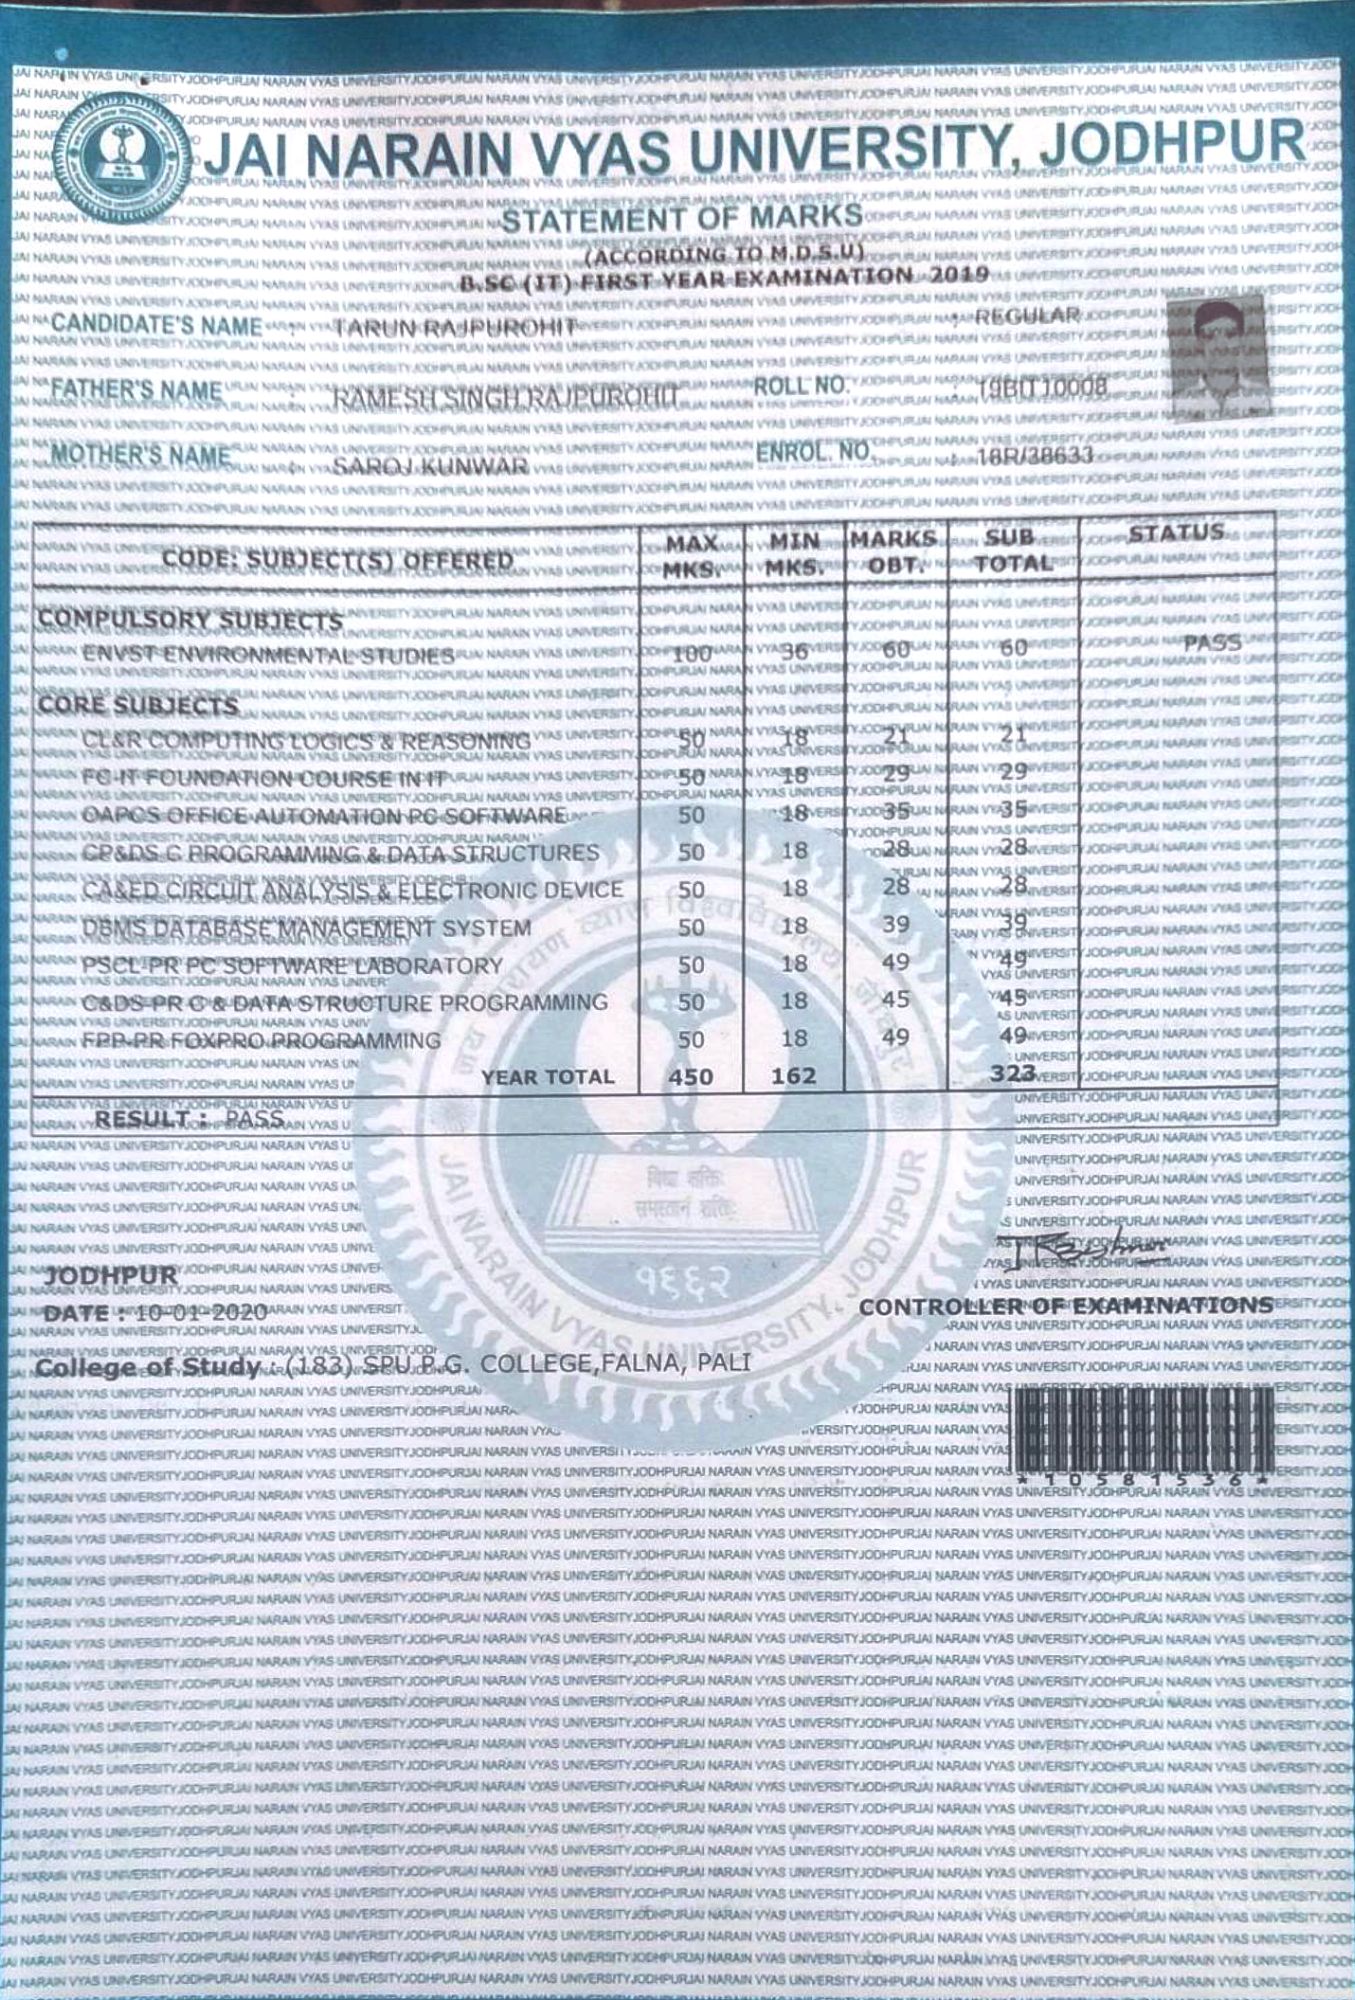 JAI NARAIN VYAS UNIVERSITY, JODHPUR
STATEMENT OF MARKS
(ACCORDING TO M.D.S.U)
B.SC (IT) FIRST YEAR EXAMINATION 2019
CANDIDATE'S NAME : TARUN RAJPUROHIT : REGULAR
FATHER'S NAME : RAMESH SINGH RAJPUROHIT ROLL NO. : 19BIT10008
MOTHER'S NAME : SAROJ KUNWAR ENROL. NO. : 18R/38633
CODE: SUBJECT(S) OFFERED MAX MKS. MIN MKS. MARKS OBT. SUB TOTAL STATUS
COMPULSORY SUBJECTS
ENVST ENVIRONMENTAL STUDIES 100 36 60 60 PASS
CORE SUBJECTS
CL&R COMPUTING LOGICS & REASONING 50 18 21 21
FC-IT FOUNDATION COURSE IN IT 50 18 29 29
OAPCS OFFICE AUTOMATION PC SOFTWARE 50 18 35 35
CP&DS C PROGRAMMING & DATA STRUCTURES 50 18 28 28
CA&ED CIRCUIT ANALYSIS & ELECTRONIC DEVICE 50 18 28 28
DBMS DATABASE MANAGEMENT SYSTEM 50 18 39 39
PSCL-PR PC SOFTWARE LABORATORY 50 18 49 49
C&DS-PR C & DATA STRUCTURE PROGRAMMING 50 18 45 45
FPP-PR FOXPRO PROGRAMMING 50 18 49 49
YEAR TOTAL 450 162 323
RESULT : PASS
१९६२
JAI NARAIN VYAS UNIVERSITY, JODHPUR
JODHPUR
DATE : 10-01-2020
CONTROLLER OF EXAMINATIONS
College of Study : (183) SPU P.G. COLLEGE,FALNA, PALI
*10581536*